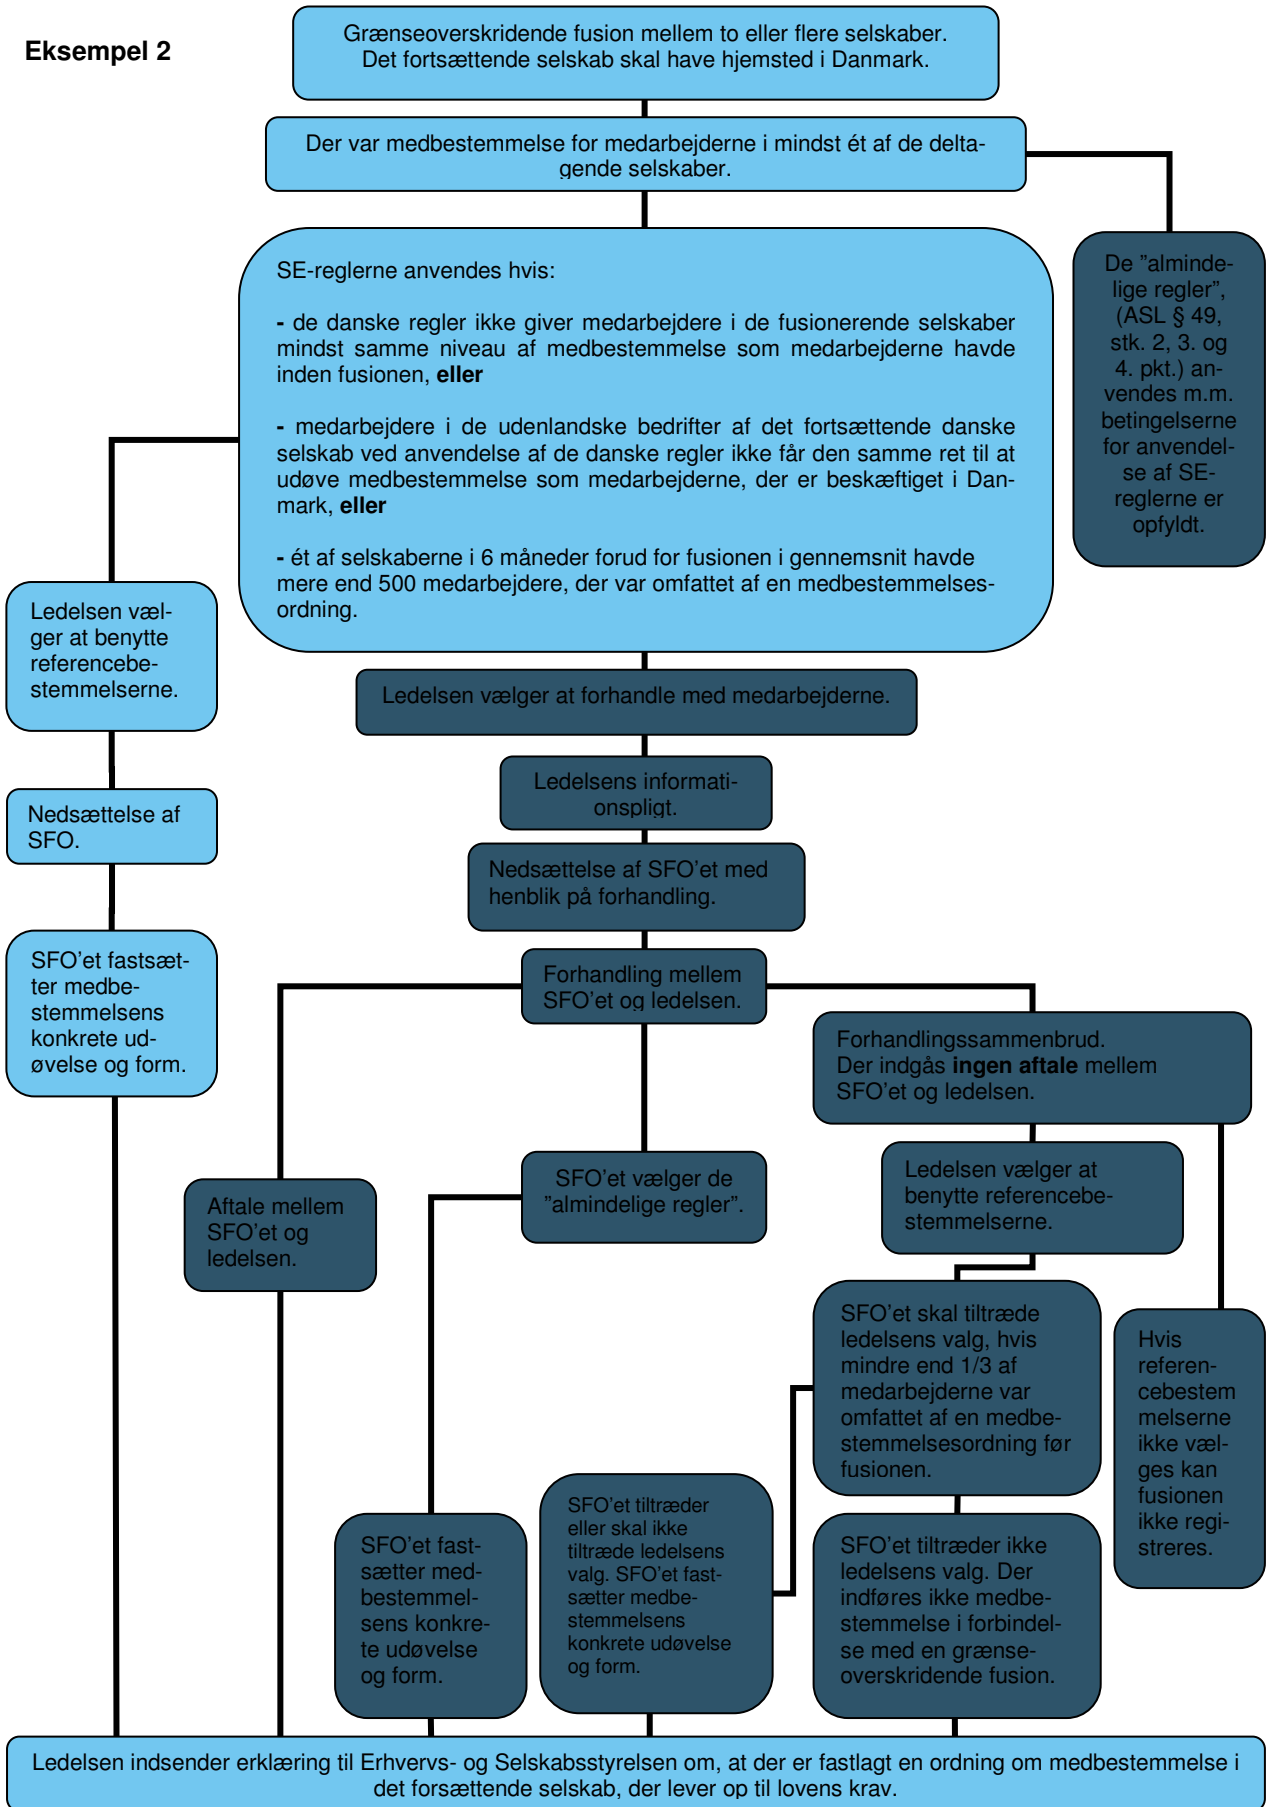 Eksempel 2
Grænseoverskridende fusion mellem to eller flere selskaber.
Det fortsættende selskab skal have hjemsted i Danmark.
Der var medbestemmelse for medarbejderne i mindst ét af de delta-
gende selskaber.
SE-reglerne anvendes hvis:
- de danske regler ikke giver medarbejdere i de fusionerende selskaber
mindst samme niveau af medbestemmelse som medarbejderne havde
inden fusionen, eller
- medarbejdere i de udenlandske bedrifter af det fortsættende danske
selskab ved anvendelse af de danske regler ikke får den samme ret til at
udøve medbestemmelse som medarbejderne, der er beskæftiget i Dan-
mark, eller
- ét af selskaberne i 6 måneder forud for fusionen i gennemsnit havde
mere end 500 medarbejdere, der var omfattet af en medbestemmelses-
ordning.
De ”alminde-
lige regler”,
(ASL § 49,
stk. 2, 3. og
4. pkt.) an-
vendes m.m.
betingelserne
for anvendel-
se af SE-
reglerne er
opfyldt.
Ledelsen væl-
ger at benytte
referencebe-
stemmelserne.
Ledelsen vælger at forhandle med medarbejderne.
Ledelsens informati-
onspligt.
Nedsættelse af
SFO.
Nedsættelse af SFO’et med
henblik på forhandling.
SFO’et fastsæt-
ter medbe-
stemmelsens
konkrete ud-
øvelse og form.
Forhandling mellem
SFO’et og ledelsen.
Forhandlingssammenbrud.
Der indgås ingen aftale mellem
SFO’et og ledelsen.
Aftale mellem
SFO’et og
ledelsen.
SFO’et vælger de
”almindelige regler”.
Ledelsen vælger at
benytte referencebe-
stemmelserne.
SFO’et skal tiltræde
ledelsens valg, hvis
mindre end 1/3 af
medarbejderne var
omfattet af en medbe-
stemmelsesordning før
fusionen.
Hvis
referen-
cebestem
melserne
ikke væl-
ges kan
fusionen
ikke regi-
streres.
SFO’et fast-
sætter med-
bestemmel-
sens konkre-
te udøvelse
og form.
SFO’et tiltræder
eller skal ikke
tiltræde ledelsens
valg. SFO’et fast-
sætter medbe-
stemmelsens
konkrete udøvelse
og form.
SFO’et tiltræder ikke
ledelsens valg. Der
indføres ikke medbe-
stemmelse i forbindel-
se med en grænse-
overskridende fusion.
Ledelsen indsender erklæring til Erhvervs- og Selskabsstyrelsen om, at der er fastlagt en ordning om medbestemmelse i
det forsættende selskab, der lever op til lovens krav.